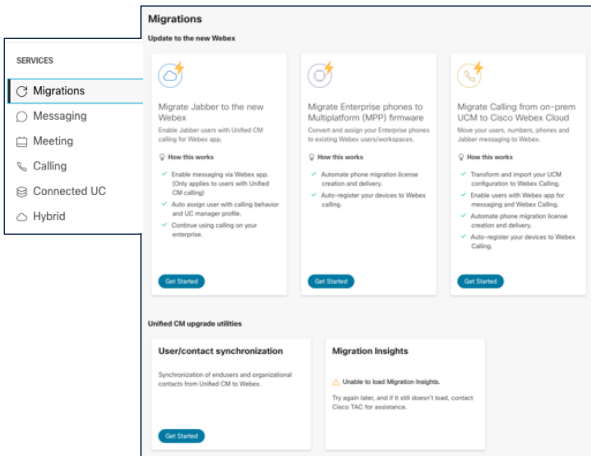 SERVICES
Migrations
Messaging
Meeting
Calling
Connected UC
Hybrid
Migrations
Update to the new Webex
Migrate Jabber to the new
Webex
Enable Jabber users with Unified CM
calling for Webex app.
How this works
Enable messaging via Webex app.
(Only applies to users with Unified
CM calling)
Auto assign user with calling behavior
and UC manager profile.
Continue using calling on your
enterprise.
Get Started
Migrate Enterprise phones to
Multiplatform (MPP) firmware
Convert and assign your Enterprise phones
to existing Webex users/workspaces.
How this works
Automate phone migration license
creation and delivery.
Auto-register your devices to Webex
calling.
Get Started
Migrate Calling from on-prem
UCM to Cisco Webex Cloud
Move your users, numbers, phones and
Jabber messaging to Webex.
How this works
Transform and import your UCM
configuration to Webex Calling.
Enable users with Webex app for
messaging and Webex Calling.
Automate phone migration license
creation and delivery.
Auto-register your devices to Webex
Calling.
Get Started
Unified CM upgrade utilities
User/contact synchronization
Synchronization of endusers and organizational
contacts from Unified CM to Webex.
Get Started
Migration Insights
Unable to load Migration Insights.
Try again later, and if it still doesn't load, contact
Cisco TAC for assistance.